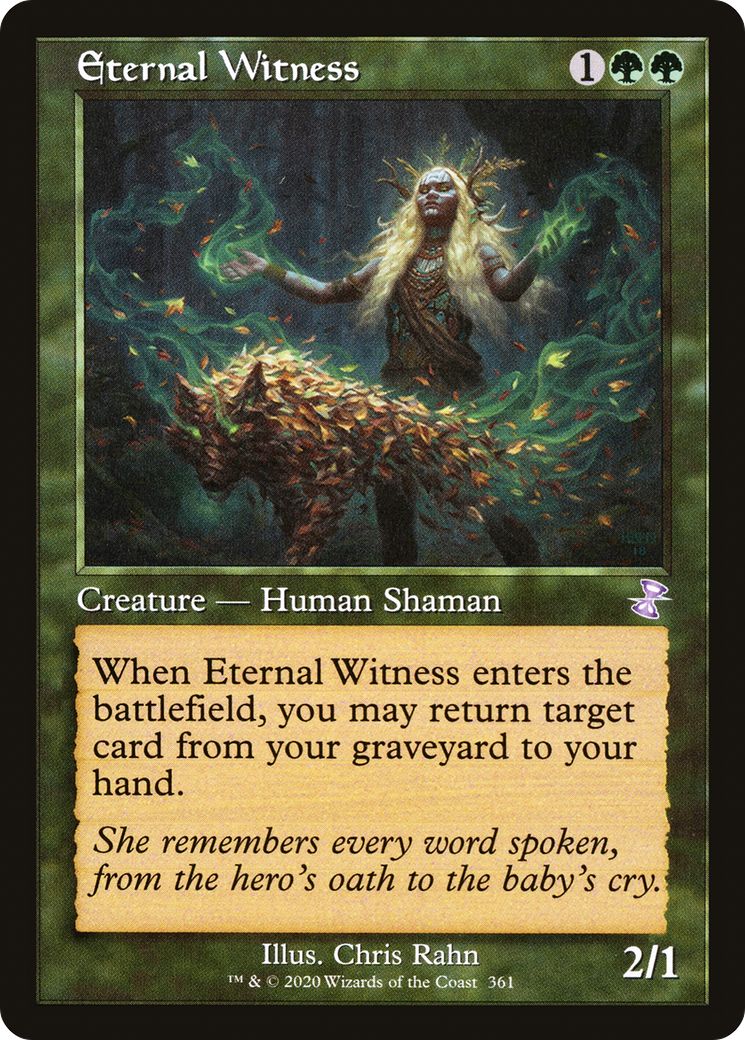 Eternal Witness 1
Creature — Human Shaman
When Eternal Witness enters the
battlefield, you may return target
card from your graveyard to your
hand.
She remembers every word spoken,
from the hero's oath to the baby's cry.
Illus. Chris Rahn
2/1
™ & © 2020 Wizards of the Coast 361